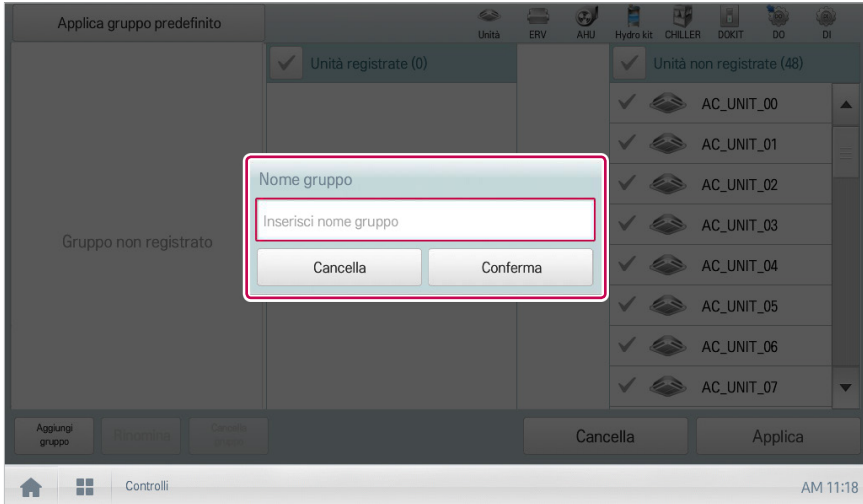 Applica gruppo predefinito
Unità
ERV
AHU
Hydro kit
CHILLER
DOKIT
DO
DI
Unità registrate (0)
Unità non registrate (48)
AC_UNIT_00
AC_UNIT_01
AC_UNIT_02
AC_UNIT_03
AC_UNIT_04
AC_UNIT_05
AC_UNIT_06
AC_UNIT_07
Gruppo non registrato
Nome gruppo
Inserisci nome gruppo
Cancella
Conferma
Aggiungi
gruppo
Rinomina
Cancella
gruppo
Cancella
Applica
Controlli
AM 11:18